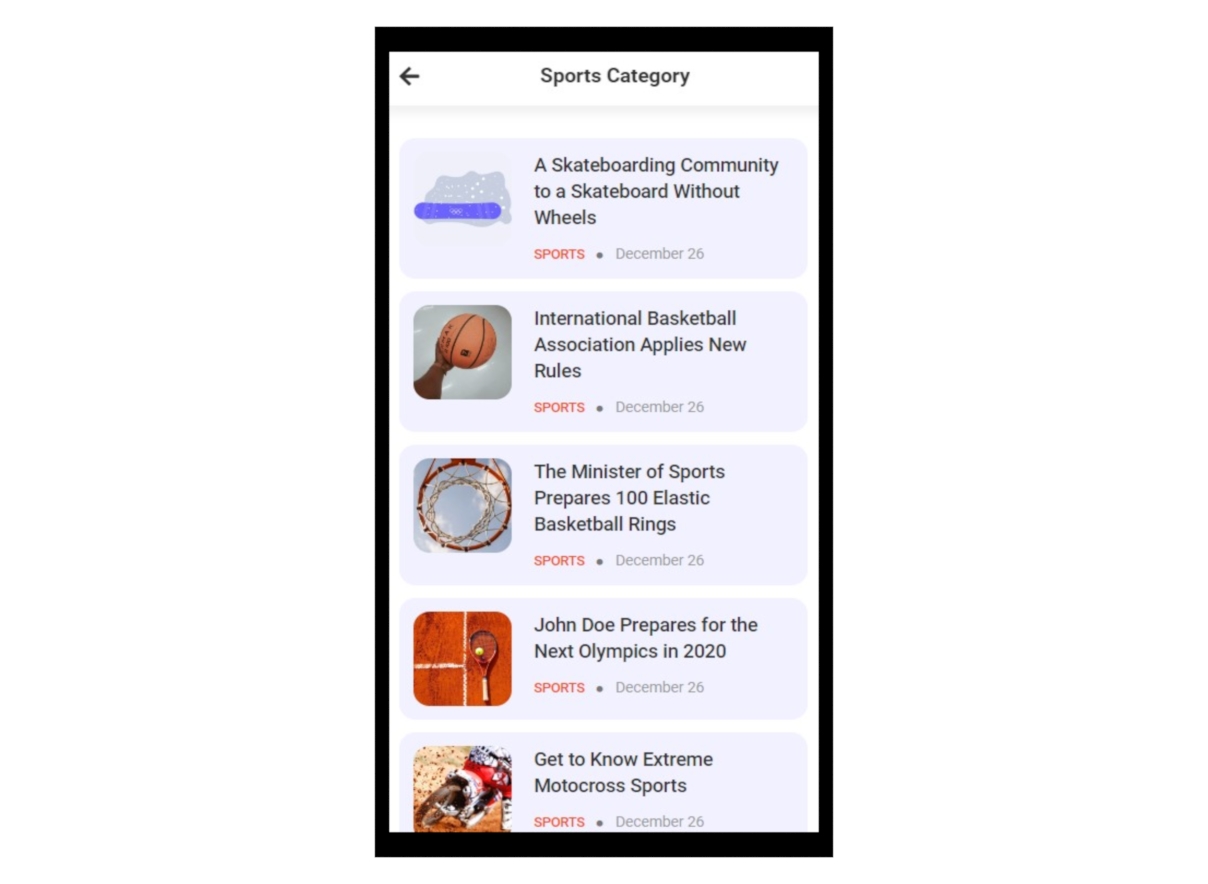 Sports Category
A Skateboarding Community
to a Skateboard Without
Wheels
SPORTS • December 26
International Basketball
Association Applies New
Rules
SPORTS • December 26
The Minister of Sports
Prepares 100 Elastic
Basketball Rings
SPORTS • December 26
John Doe Prepares for the
Next Olympics in 2020
SPORTS • December 26
Get to Know Extreme
Motocross Sports
SPORTS • December 26